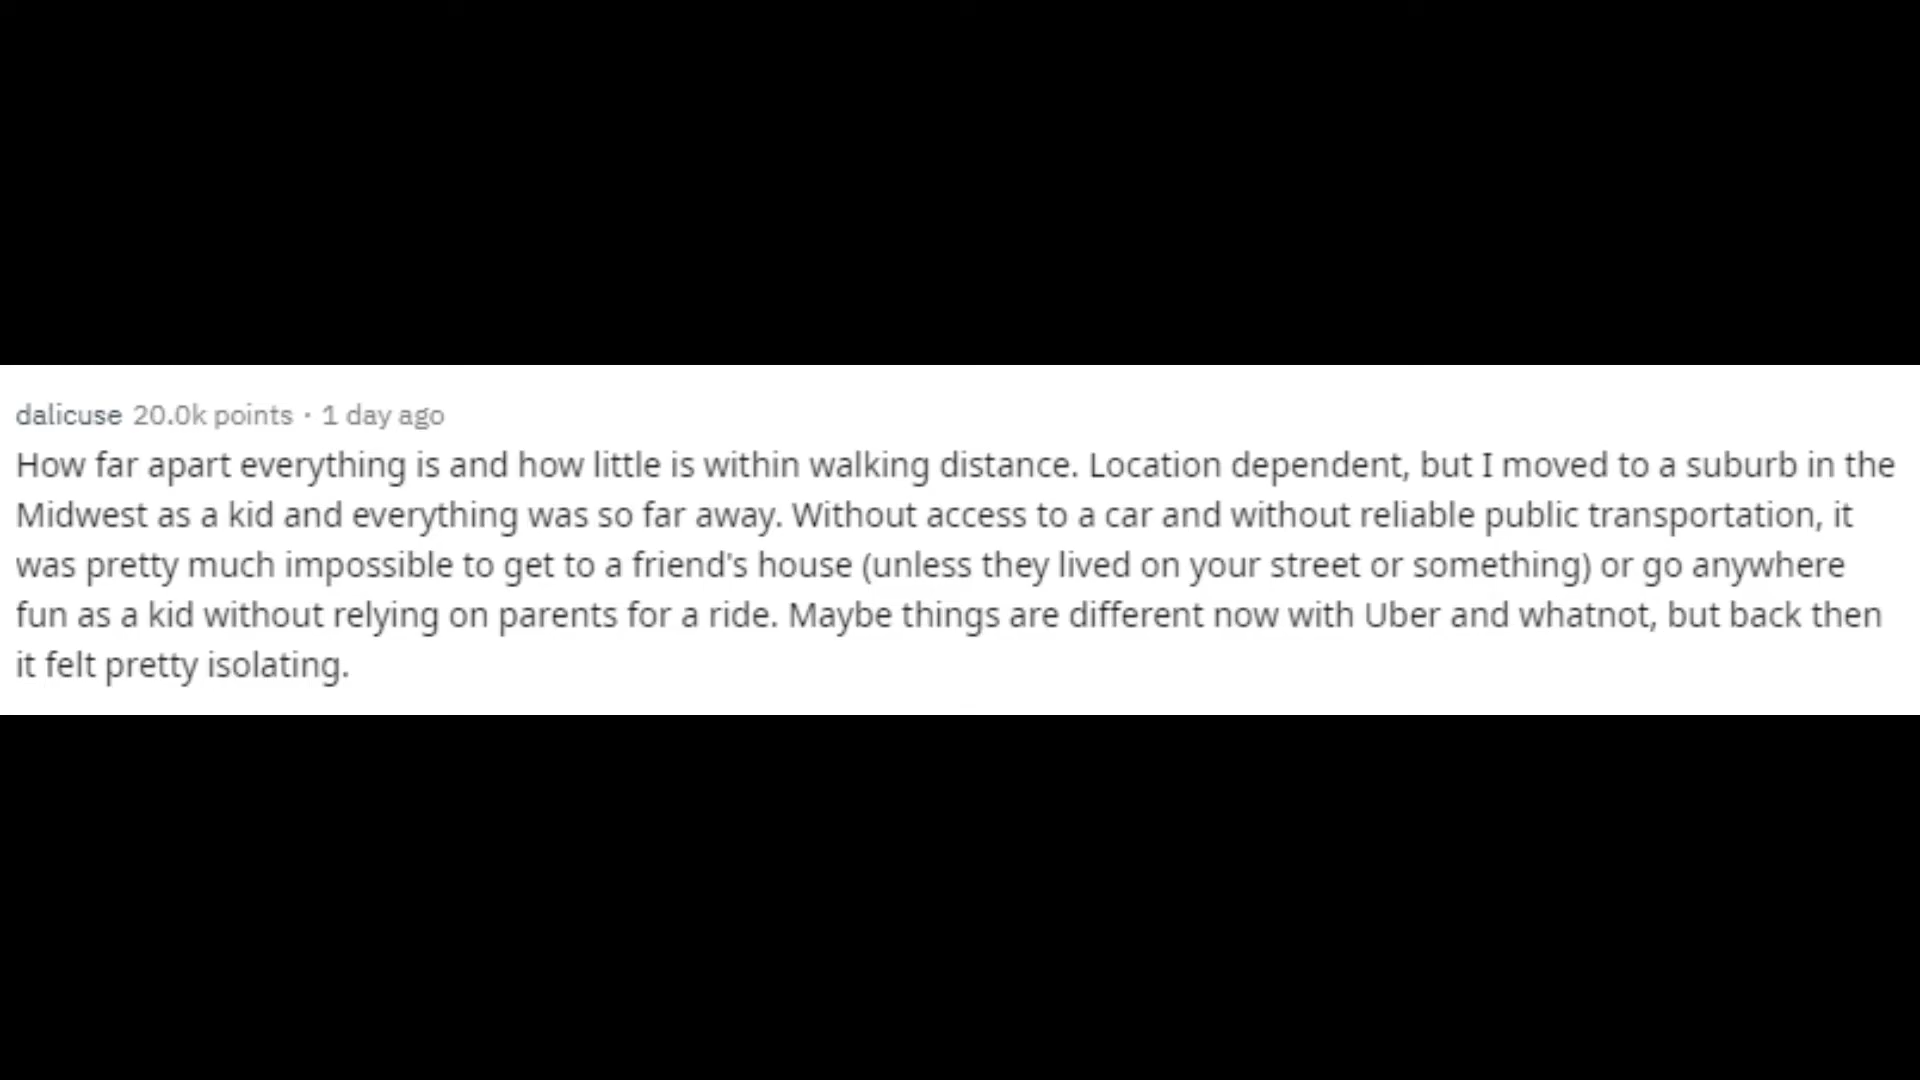 dalicuse 20.0k points · 1 day ago
How far apart everything is and how little is within walking distance. Location dependent, but I moved to a suburb in the
Midwest as a kid and everything was so far away. Without access to a car and without reliable public transportation, it
was pretty much impossible to get to a friend's house (unless they lived on your street or something) or go anywhere
fun as a kid without relying on parents for a ride. Maybe things are different now with Uber and whatnot, but back then
it felt pretty isolating.